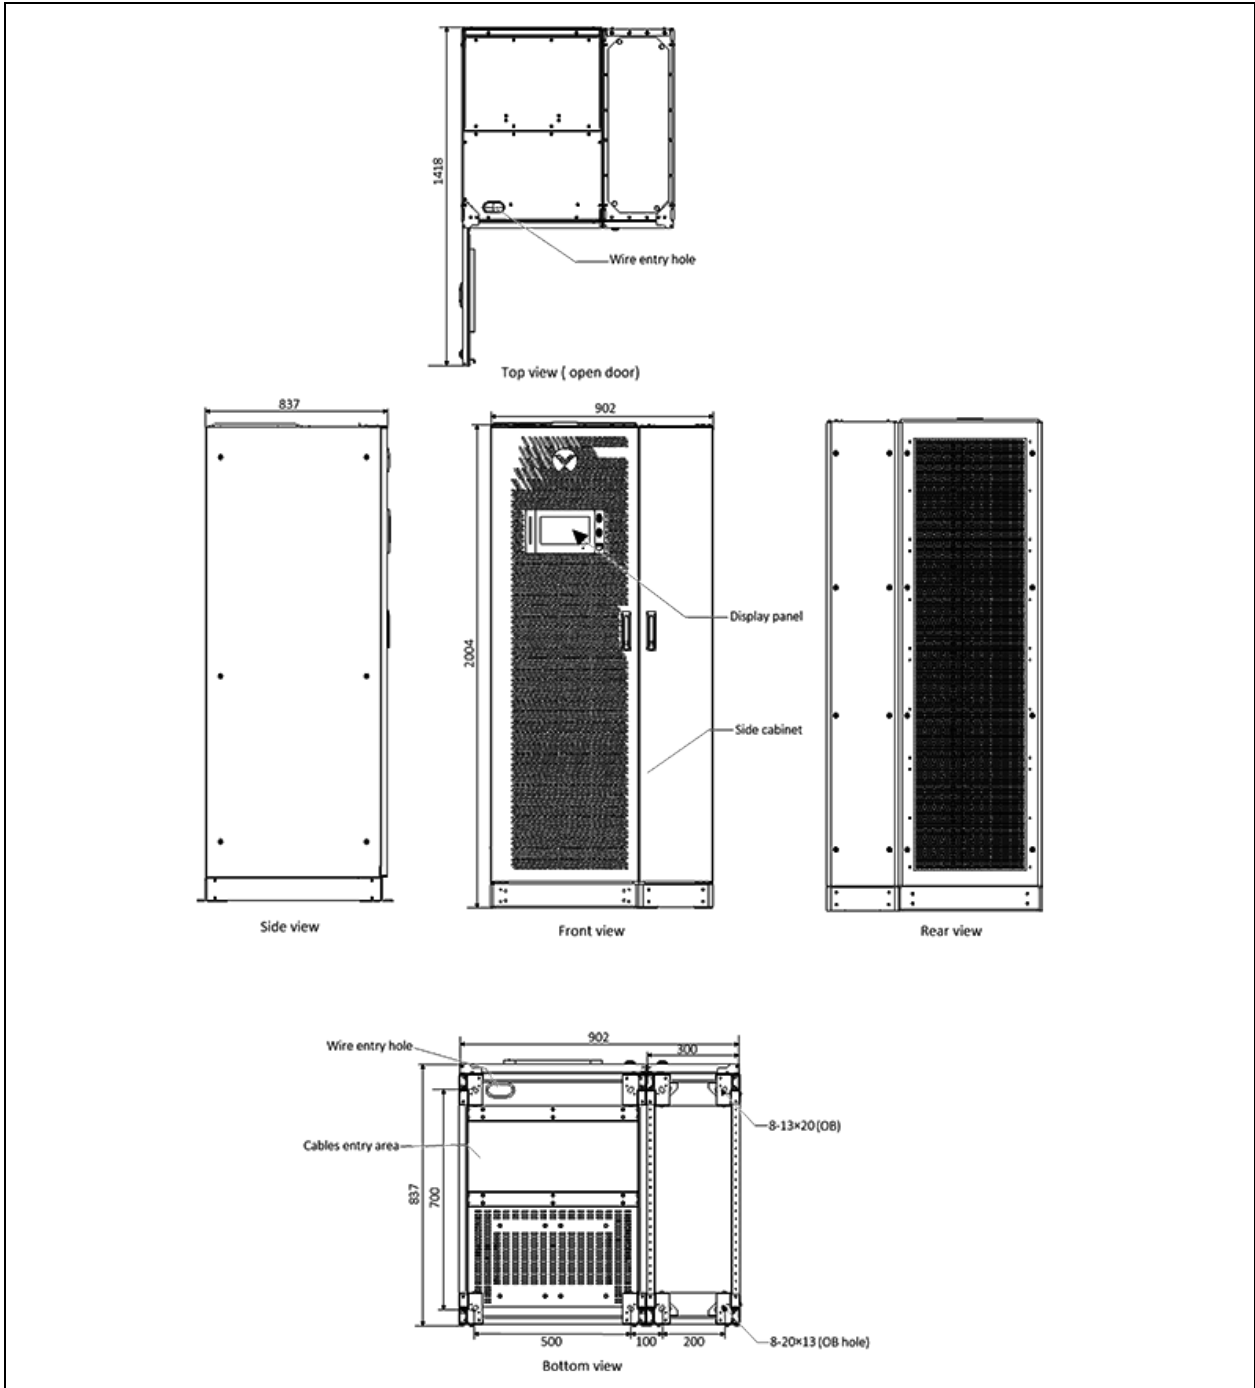 1418
Wire entry hole
Top view ( open door)
837
902
2004
Display panel
Side cabinet
Side view
Front view
Rear view
902
Wire entry hole
300
8-13×20 (OB)
Cables entry area
837
700
500
100
200
8-20×13 (OB hole)
Bottom view